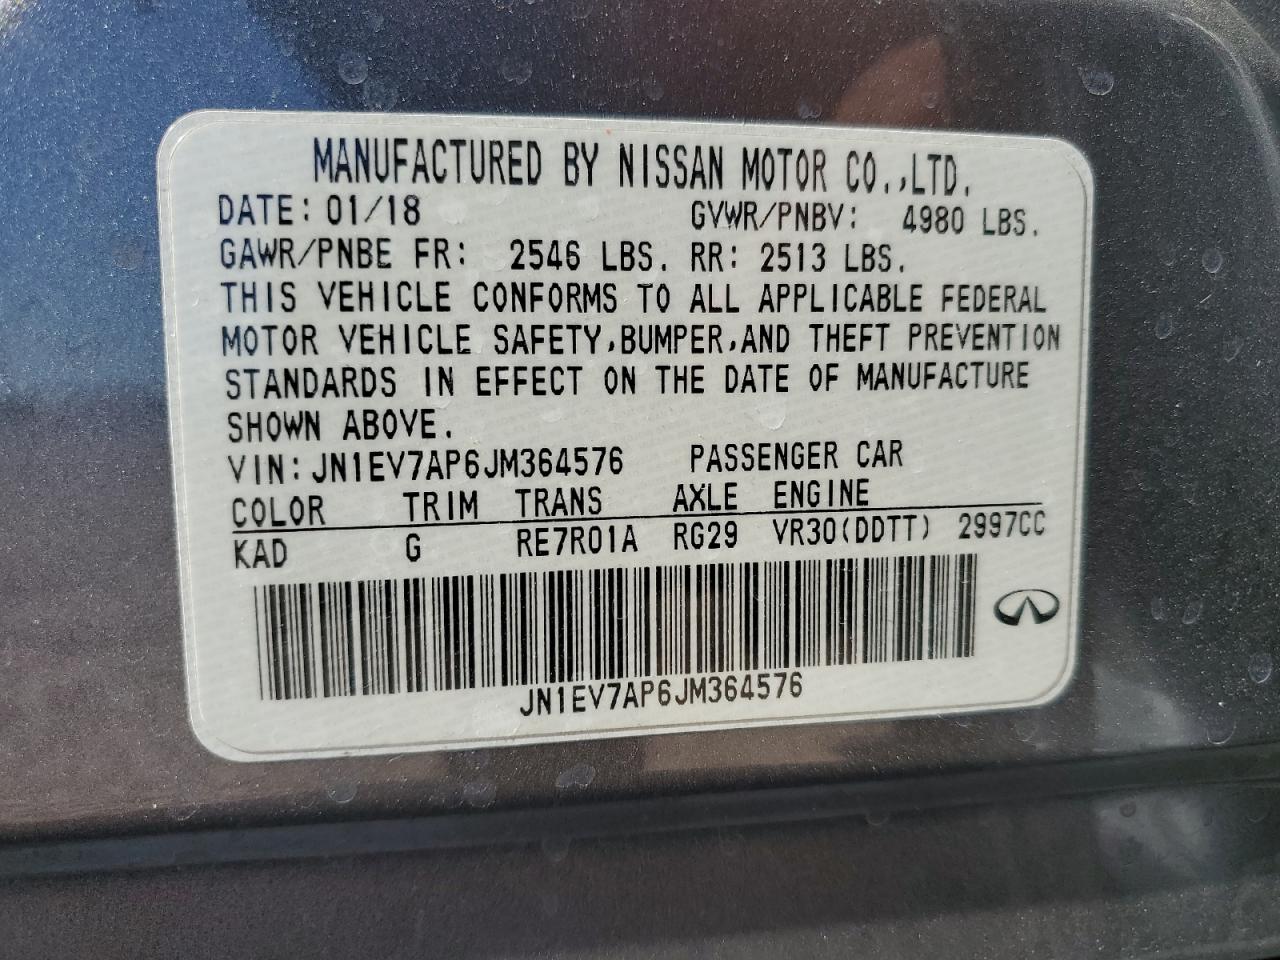 MANUFACTURED BY NISSAN MOTOR CO.,LTD.
DATE: 01/18 GVWR/PNBV: 4980 LBS.
GAWR/PNBE FR: 2546 LBS. RR: 2513 LBS.
THIS VEHICLE CONFORMS TO ALL APPLICABLE FEDERAL
MOTOR VEHICLE SAFETY,BUMPER,AND THEFT PREVENTION
STANDARDS IN EFFECT ON THE DATE OF MANUFACTURE
SHOWN ABOVE.
VIN: JN1EV7AP6JM364576 PASSENGER CAR
COLOR TRIM TRANS AXLE ENGINE
KAD G RE7R01A RG29 VR30(DDTT) 2997CC
JN1EV7AP6JM364576